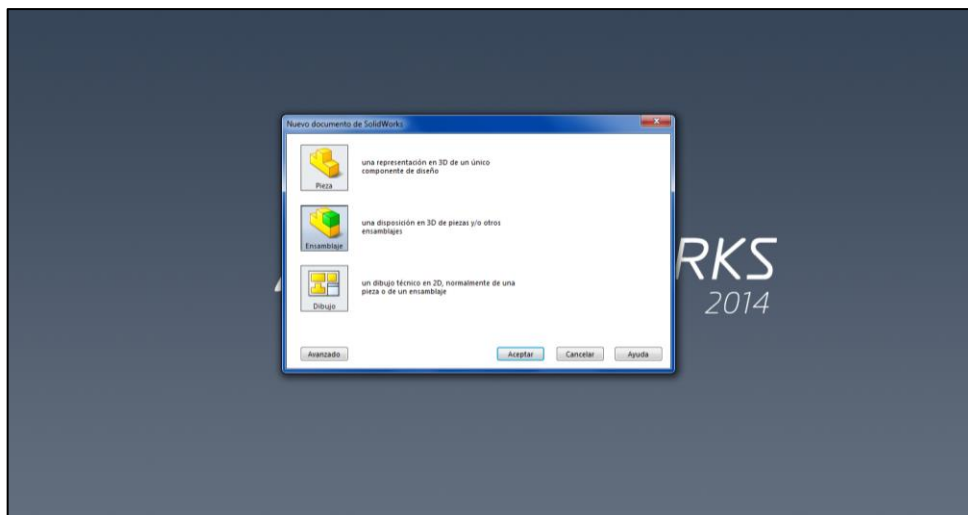 Nuevo documento de SolidWorks
una representación en 3D de un único
componente de diseño
Pieza
una disposición en 3D de piezas y/o otros
ensamblajes
Ensamblaje
un dibujo técnico en 2D, normalmente de una
pieza o de un ensamblaje
Dibujo
RKS
2014
Avanzado
Aceptar
Cancelar
Ayuda